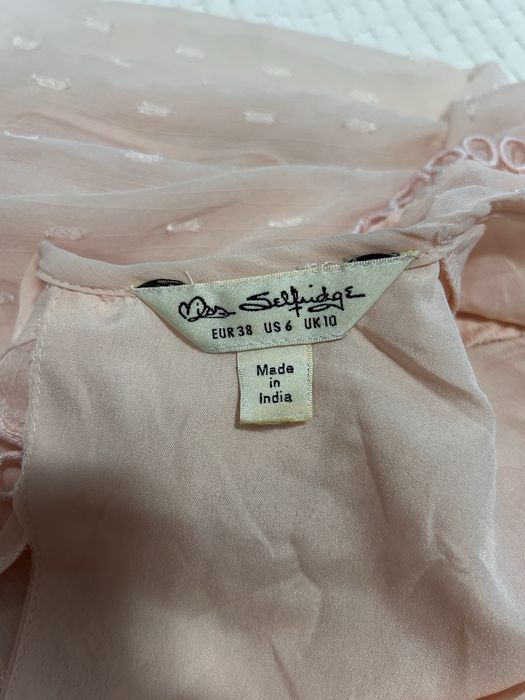 Miss Selfridge
EUR 38 US 6 UK 10
Made
in
India